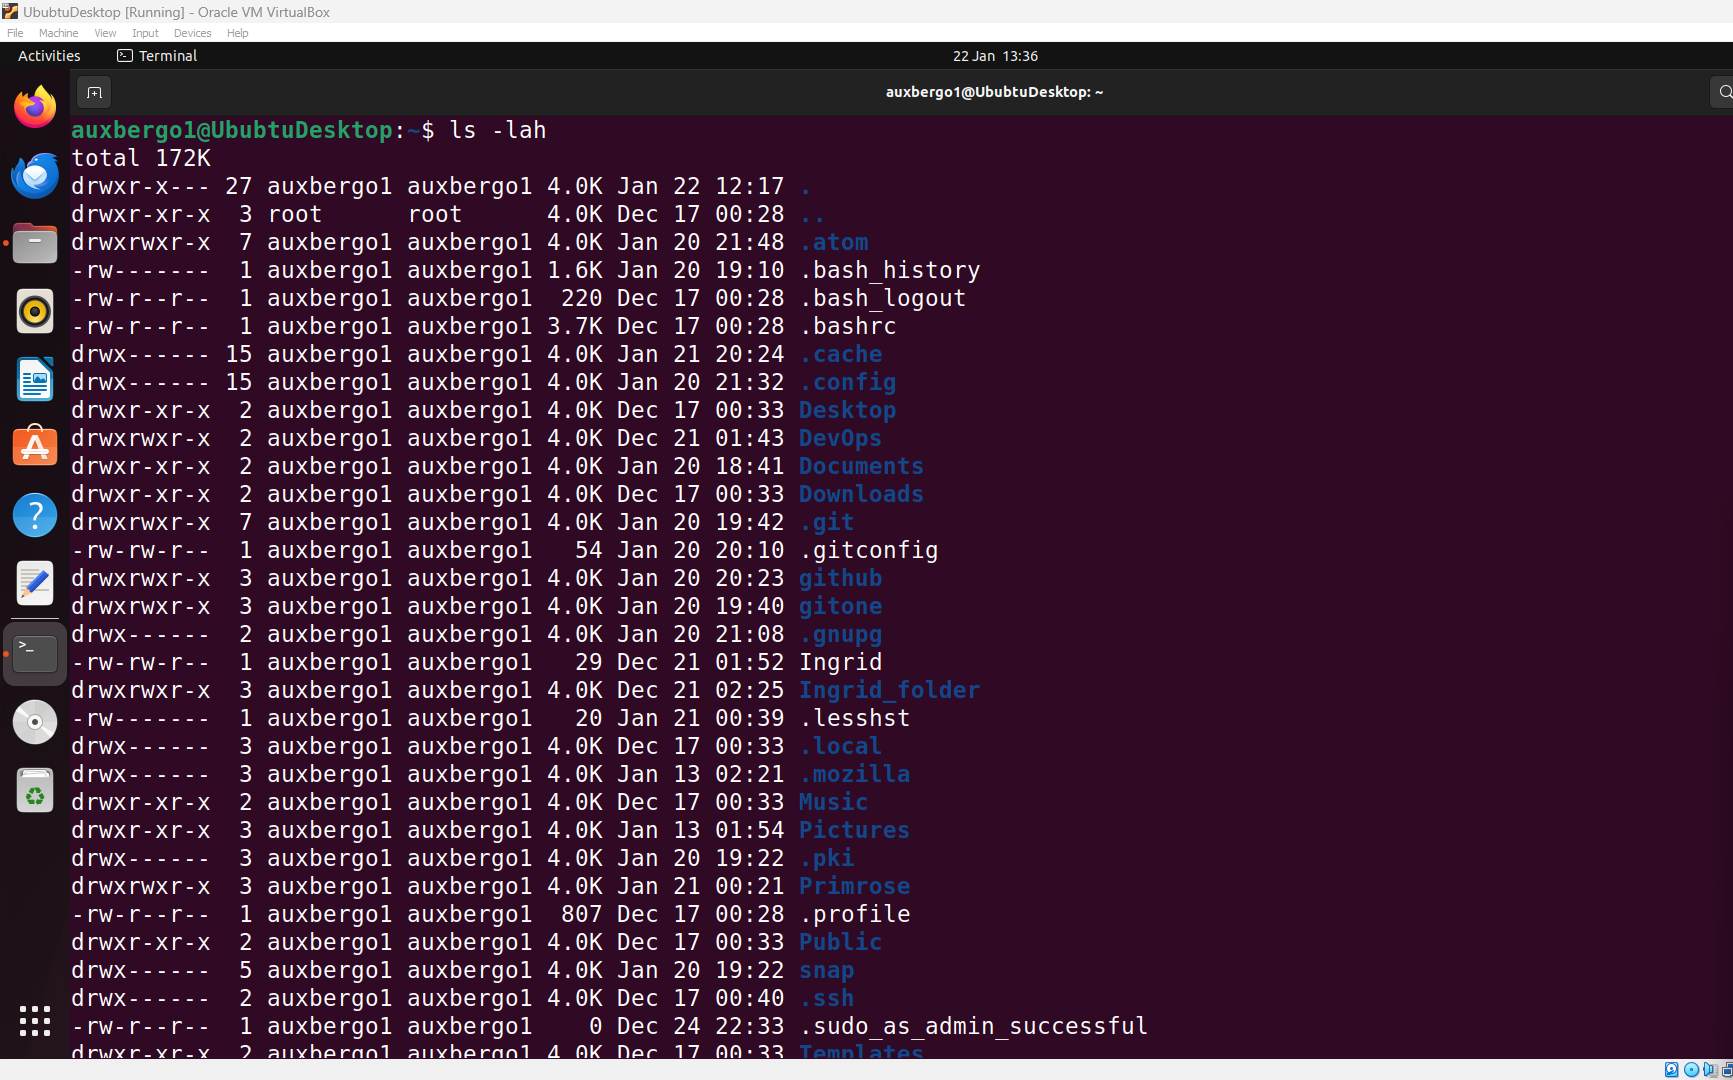 UbubtuDesktop [Running] - Oracle VM VirtualBox
File Machine View Input Devices Help
Activities Terminal 22 Jan 13:36
auxbergo1@UbubtuDesktop: ~
auxbergo1@UbubtuDesktop:~$ ls -lah
total 172K
drwxr-x--- 27 auxbergo1 auxbergo1 4.0K Jan 22 12:17 .
drwxr-xr-x  3 root      root      4.0K Dec 17 00:28 ..
drwxrwxr-x  7 auxbergo1 auxbergo1 4.0K Jan 20 21:48 .atom
-rw-------  1 auxbergo1 auxbergo1 1.6K Jan 20 19:10 .bash_history
-rw-r--r--  1 auxbergo1 auxbergo1  220 Dec 17 00:28 .bash_logout
-rw-r--r--  1 auxbergo1 auxbergo1 3.7K Dec 17 00:28 .bashrc
drwx------ 15 auxbergo1 auxbergo1 4.0K Jan 21 20:24 .cache
drwx------ 15 auxbergo1 auxbergo1 4.0K Jan 20 21:32 .config
drwxr-xr-x  2 auxbergo1 auxbergo1 4.0K Dec 17 00:33 Desktop
drwxrwxr-x  2 auxbergo1 auxbergo1 4.0K Dec 21 01:43 DevOps
drwxr-xr-x  2 auxbergo1 auxbergo1 4.0K Jan 20 18:41 Documents
drwxr-xr-x  2 auxbergo1 auxbergo1 4.0K Dec 17 00:33 Downloads
drwxrwxr-x  7 auxbergo1 auxbergo1 4.0K Jan 20 19:42 .git
-rw-rw-r--  1 auxbergo1 auxbergo1   54 Jan 20 20:10 .gitconfig
drwxrwxr-x  3 auxbergo1 auxbergo1 4.0K Jan 20 20:23 github
drwxrwxr-x  3 auxbergo1 auxbergo1 4.0K Jan 20 19:40 gitone
drwx------  2 auxbergo1 auxbergo1 4.0K Jan 20 21:08 .gnupg
-rw-rw-r--  1 auxbergo1 auxbergo1   29 Dec 21 01:52 Ingrid
drwxrwxr-x  3 auxbergo1 auxbergo1 4.0K Dec 21 02:25 Ingrid_folder
-rw-------  1 auxbergo1 auxbergo1   20 Jan 21 00:39 .lesshst
drwx------  3 auxbergo1 auxbergo1 4.0K Dec 17 00:33 .local
drwx------  3 auxbergo1 auxbergo1 4.0K Jan 13 02:21 .mozilla
drwxr-xr-x  2 auxbergo1 auxbergo1 4.0K Dec 17 00:33 Music
drwxr-xr-x  3 auxbergo1 auxbergo1 4.0K Jan 13 01:54 Pictures
drwx------  3 auxbergo1 auxbergo1 4.0K Jan 20 19:22 .pki
drwxrwxr-x  3 auxbergo1 auxbergo1 4.0K Jan 21 00:21 Primrose
-rw-r--r--  1 auxbergo1 auxbergo1  807 Dec 17 00:28 .profile
drwxr-xr-x  2 auxbergo1 auxbergo1 4.0K Dec 17 00:33 Public
drwx------  5 auxbergo1 auxbergo1 4.0K Jan 20 19:22 snap
drwx------  2 auxbergo1 auxbergo1 4.0K Dec 17 00:40 .ssh
-rw-r--r--  1 auxbergo1 auxbergo1    0 Dec 24 22:33 .sudo_as_admin_successful
drwxr-xr-x  2 auxbergo1 auxbergo1 4.0K Dec 17 00:33 Templates